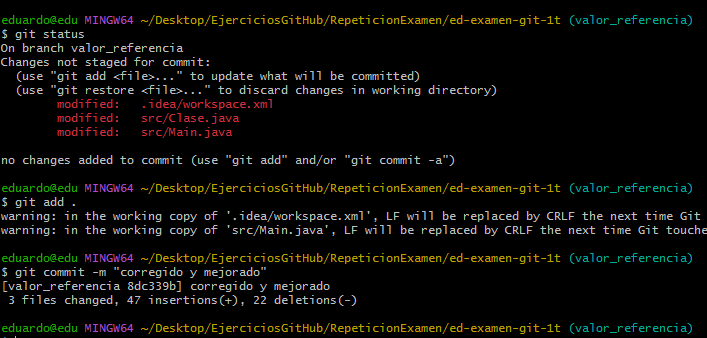 eduardo@edu MINGW64 ~/Desktop/EjerciciosGitHub/RepeticionExamen/ed-examen-git-1t (valor_referencia)
$ git status
On branch valor_referencia
Changes not staged for commit:
  (use "git add <file>..." to update what will be committed)
  (use "git restore <file>..." to discard changes in working directory)
        modified:   .idea/workspace.xml
        modified:   src/Clase.java
        modified:   src/Main.java
no changes added to commit (use "git add" and/or "git commit -a")
eduardo@edu MINGW64 ~/Desktop/EjerciciosGitHub/RepeticionExamen/ed-examen-git-1t (valor_referencia)
$ git add .
warning: in the working copy of '.idea/workspace.xml', LF will be replaced by CRLF the next time Git
warning: in the working copy of 'src/Main.java', LF will be replaced by CRLF the next time Git touche
eduardo@edu MINGW64 ~/Desktop/EjerciciosGitHub/RepeticionExamen/ed-examen-git-1t (valor_referencia)
$ git commit -m "corregido y mejorado"
[valor_referencia 8dc339b] corregido y mejorado
 3 files changed, 47 insertions(+), 22 deletions(-)
eduardo@edu MINGW64 ~/Desktop/EjerciciosGitHub/RepeticionExamen/ed-examen-git-1t (valor_referencia)